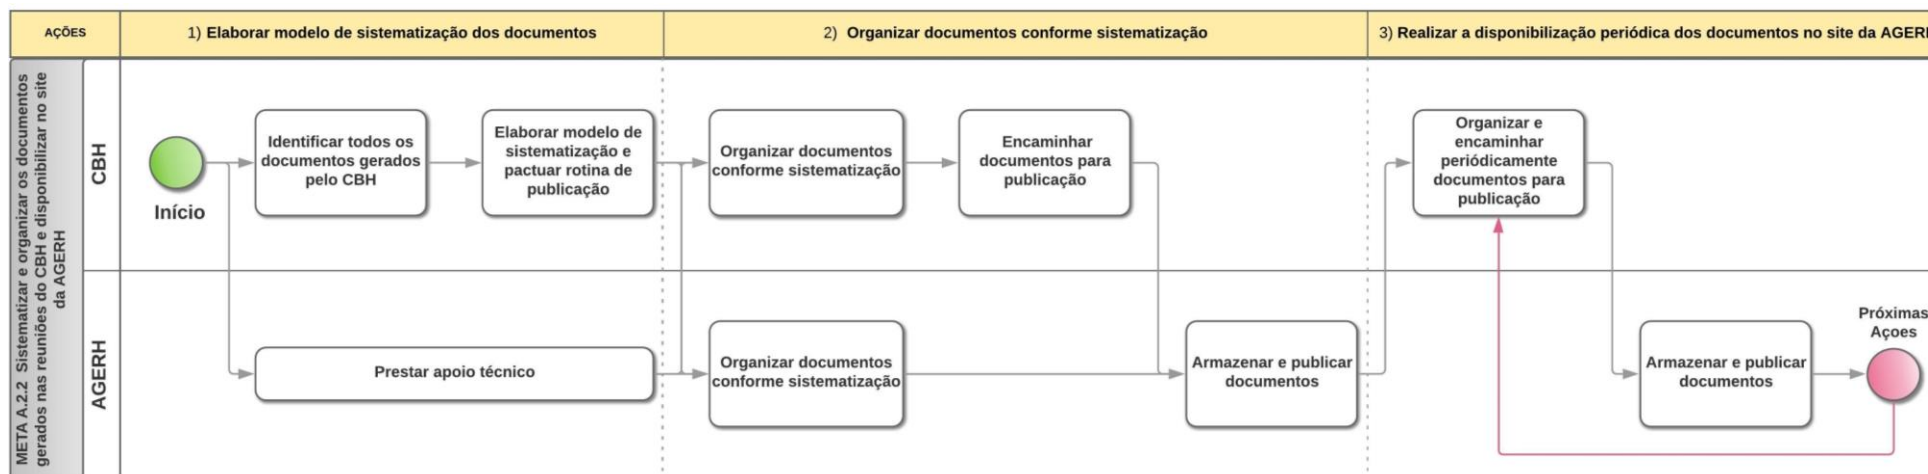 AÇÕES
1) Elaborar modelo de sistematização dos documentos
2) Organizar documentos conforme sistematização
3) Realizar a disponibilização periódica dos documentos no site da AGERH
META A.2.2 Sistematizar e organizar os documentos
gerados nas reuniões do CBH e disponibilizar no site
da AGERH
CBH
Início
Identificar todos os
documentos gerados
pelo CBH
Elaborar modelo de
sistematização e
pactuar rotina de
publicação
Organizar documentos
conforme sistematização
Encaminhar
documentos para
publicação
Organizar e
encaminhar
periódicamente
documentos para
publicação
AGERH
Prestar apoio técnico
Organizar documentos
conforme sistematização
Armazenar e publicar
documentos
Armazenar e publicar
documentos
Próximas
Açoes